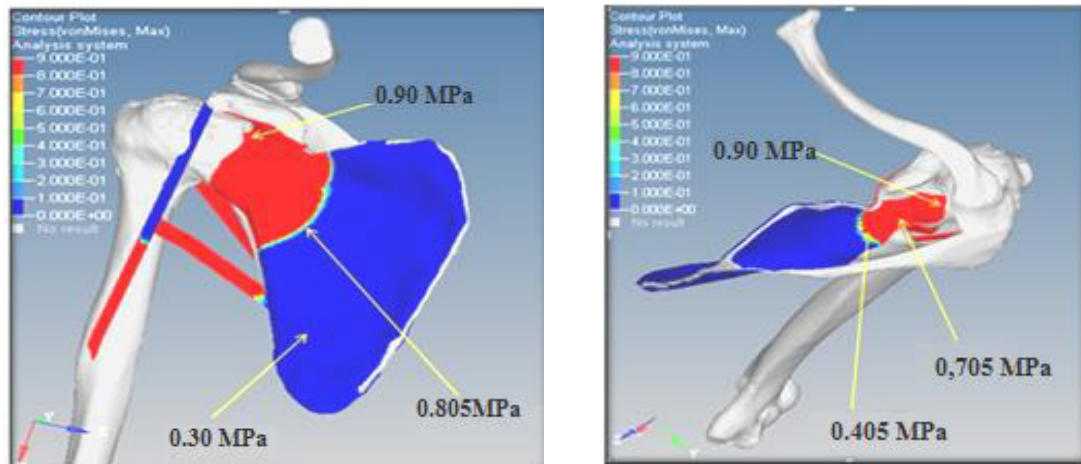 Contour Plot
Stress(vonMises, Max)
Analysis system
9.000E-01
8.000E-01
7.000E-01
6.000E-01
5.000E-01
4.000E-01
3.000E-01
2.000E-01
1.000E-01
0.000E+00
No result
0.90 MPa
0.805MPa
0.30 MPa
Contour Plot
Stress(vonMises, Max)
Analysis system
9.000E-01
8.000E-01
7.000E-01
6.000E-01
5.000E-01
4.000E-01
3.000E-01
2.000E-01
1.000E-01
0.000E+00
No result
0.90 MPa
0,705 MPa
0.405 MPa